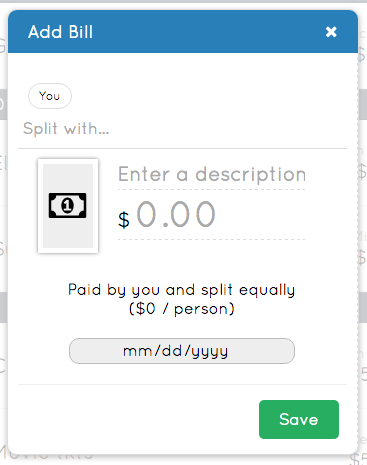 Add Bill ×
You
Split with...
1
Enter a description
$ 0.00
Paid by you and split equally
($0 / person)
mm/dd/yyyy
Save